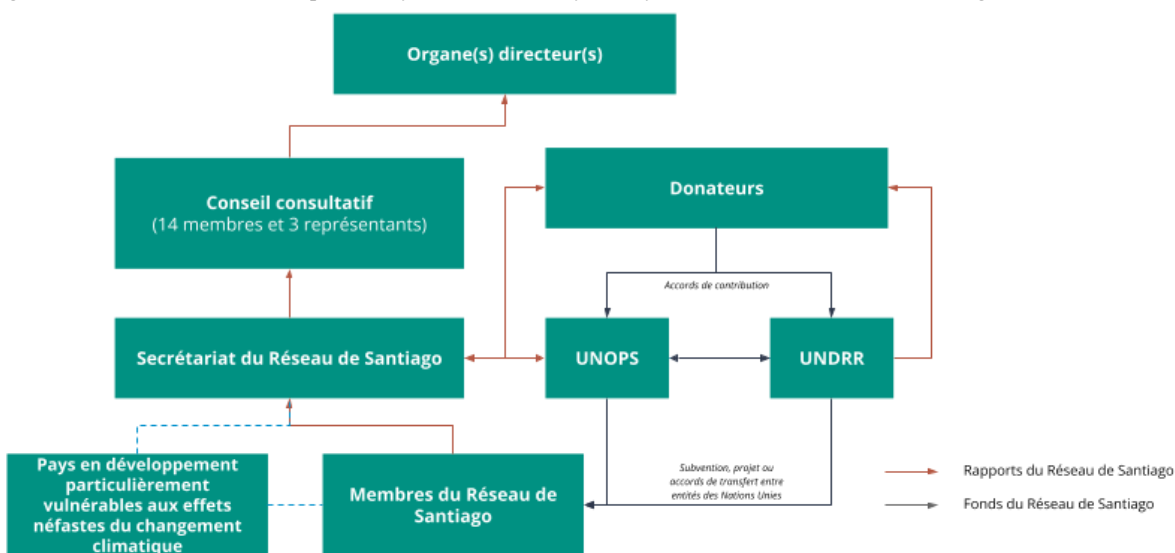 Organe(s) directeur(s)
Conseil consultatif
(14 membres et 3 représentants)
Donateurs
Accords de contribution
Secrétariat du Réseau de Santiago
UNOPS
UNDRR
Pays en développement
particulièrement
vulnérables aux effets
néfastes du changement
climatique
Membres du Réseau de
Santiago
Subvention, projet ou
accords de transfert entre
entités des Nations Unies
Rapports du Réseau de Santiago
Fonds du Réseau de Santiago